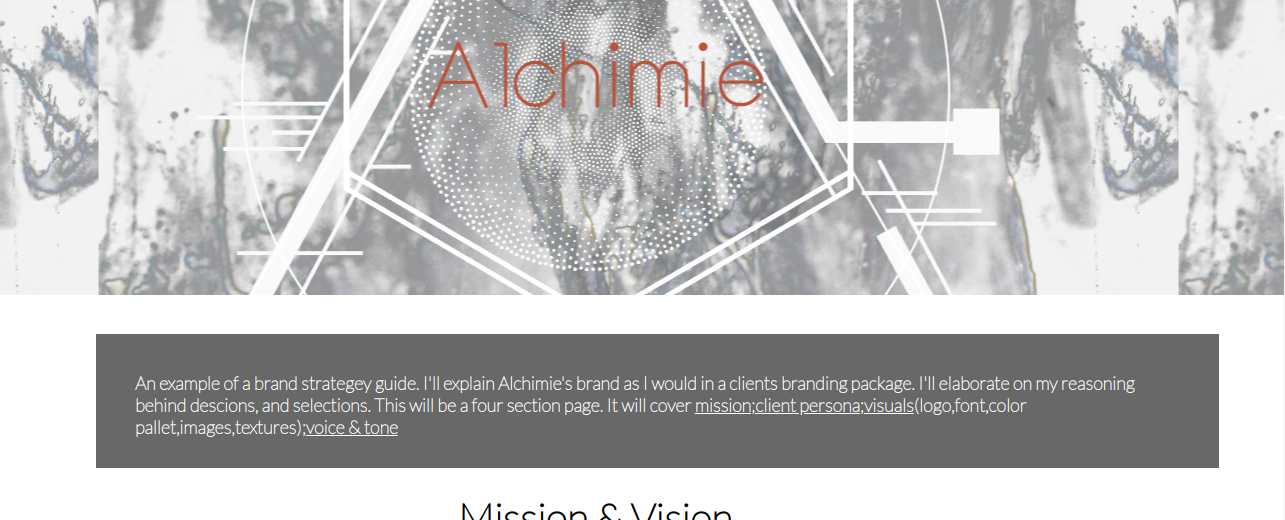 Alchimie
An example of a brand strategey guide. I'll explain Alchimie's brand as I would in a clients branding package. I'll elaborate on my reasoning
behind descions, and selections. This will be a four section page. It will cover mission;client persona;visuals(logo,font,color
pallet,images,textures);voice & tone
Mission & Vision